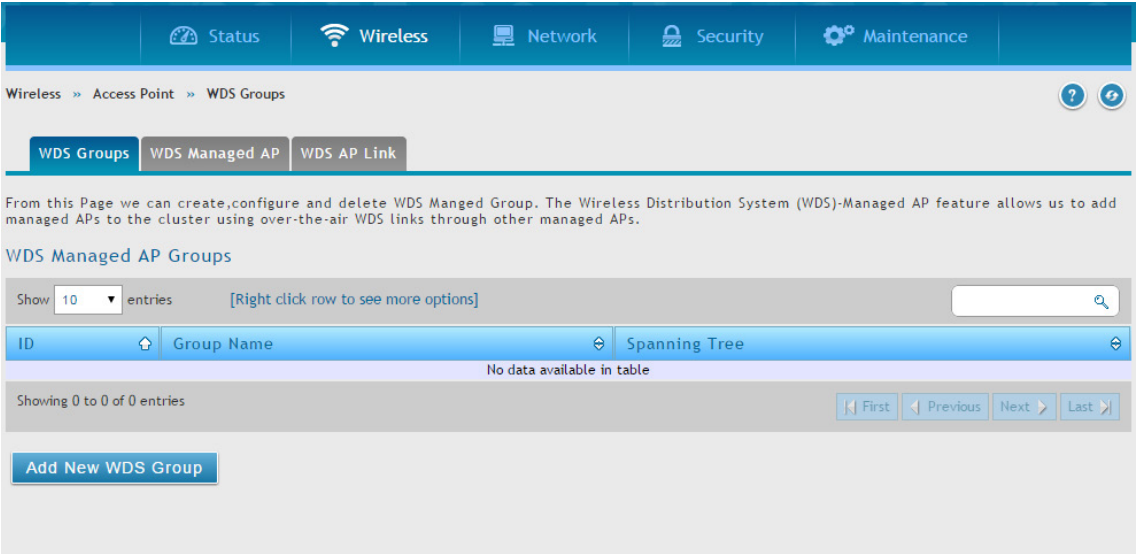 Status Wireless Network Security Maintenance
Wireless » Access Point » WDS Groups
WDS Groups WDS Managed AP WDS AP Link
From this Page we can create,configure and delete WDS Manged Group. The Wireless Distribution System (WDS)-Managed AP feature allows us to add
managed APs to the cluster using over-the-air WDS links through other managed APs.
WDS Managed AP Groups
Show 10 entries [Right click row to see more options]
ID Group Name Spanning Tree
No data available in table
Showing 0 to 0 of 0 entries First Previous Next Last
Add New WDS Group